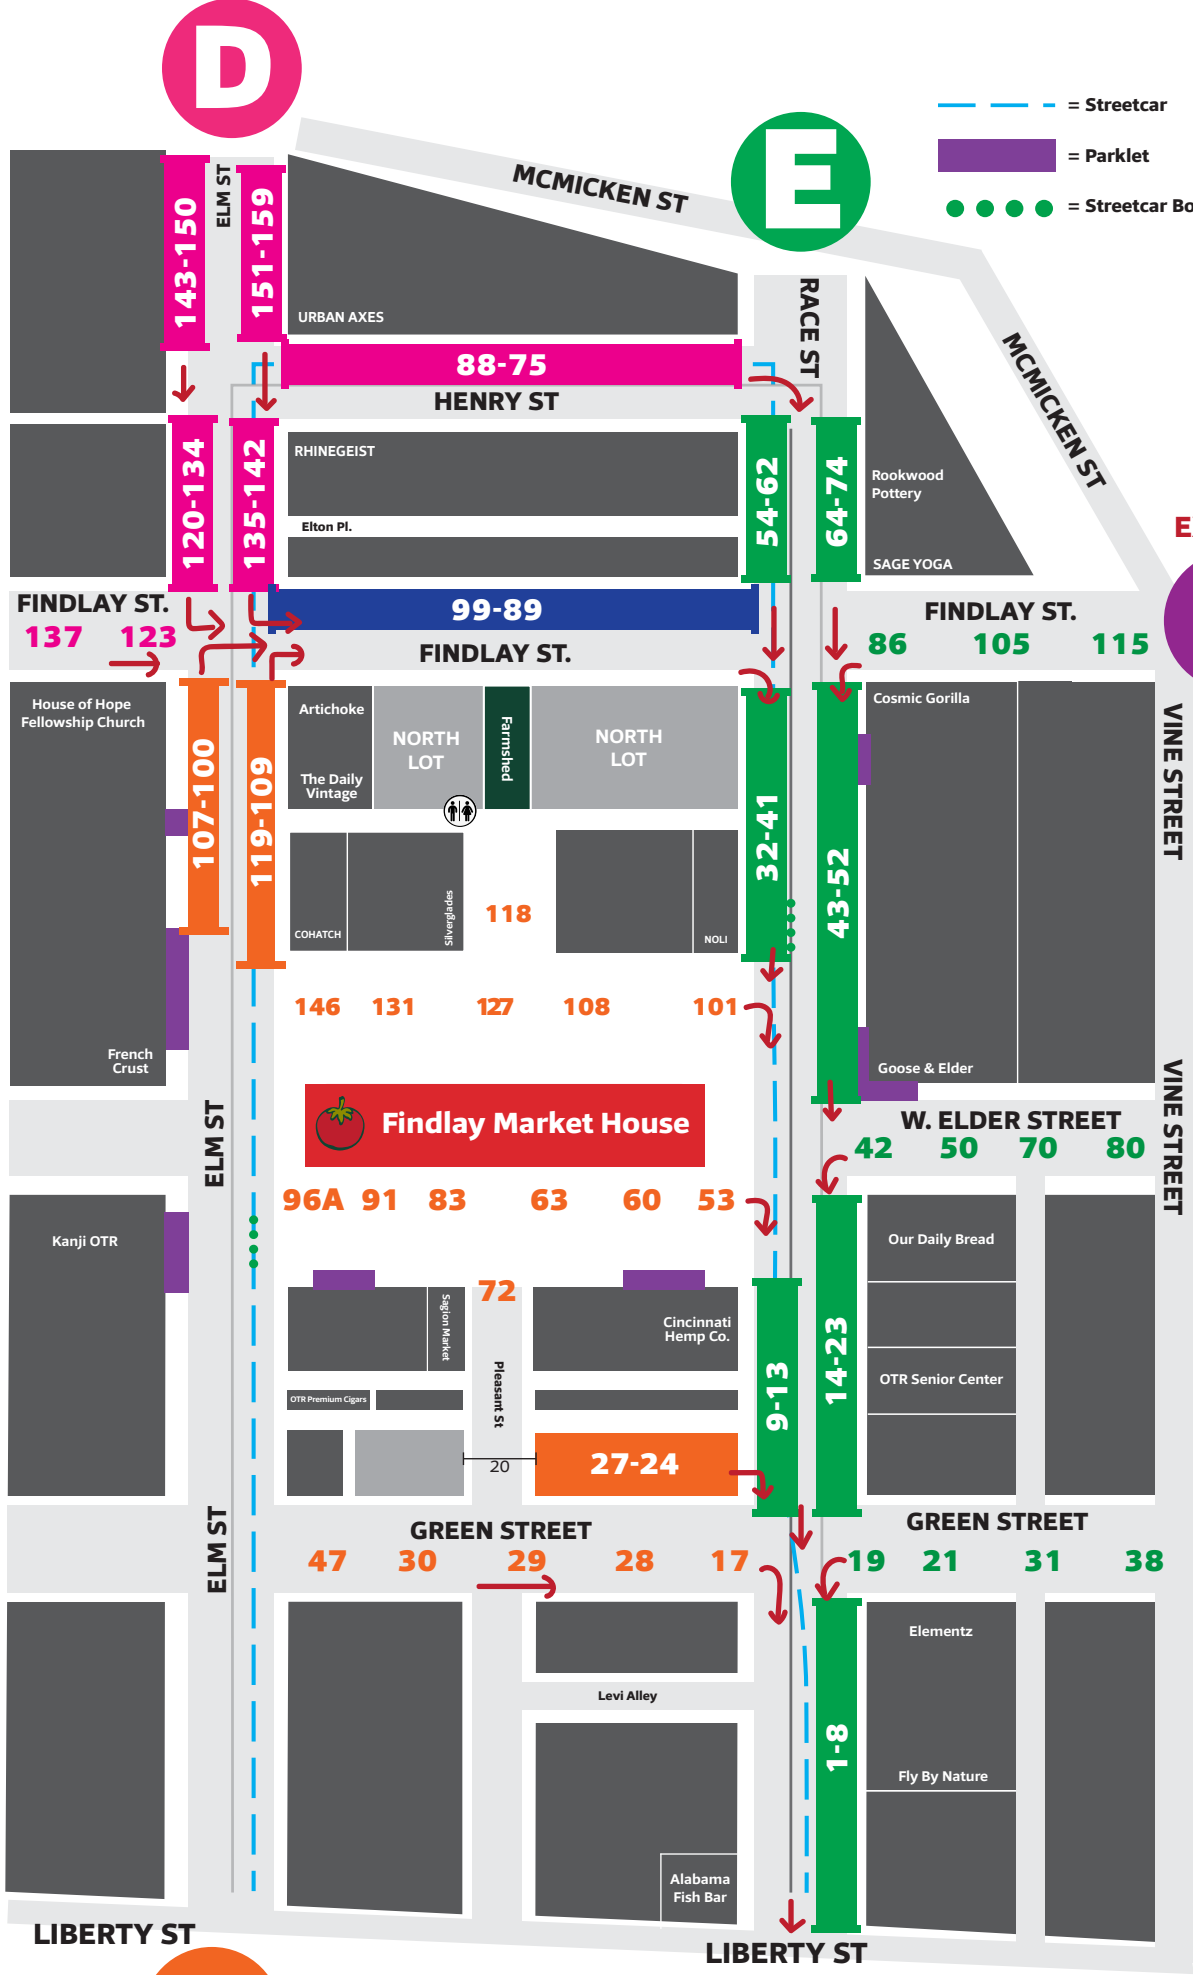 D
E
= Streetcar
= Parklet
= Streetcar Bo
MCMICKEN ST
ELM ST
143-150
151-159
URBAN AXES
RACE ST
MCMICKEN ST
88-75
HENRY ST
120-134
135-142
RHINEGEIST
Elton Pl.
54-62
64-74
Rookwood
Pottery
SAGE YOGA
E
FINDLAY ST.
137 123
99-89
FINDLAY ST.
FINDLAY ST.
86 105 115
House of Hope
Fellowship Church
107-100
119-109
Artichoke
The Daily
Vintage
NORTH
LOT
Farmshed
NORTH
LOT
32-41
43-52
Cosmic Gorilla
VINE STREET
COHATCH
Silverglades
118
NOLI
146 131 127 108 101
French
Crust
Goose & Elder
ELM ST
Findlay Market House
W. ELDER STREET
42 50 70 80
VINE STREET
96A 91 83 63 60 53
Kanji OTR
72
Sagion Market
Cincinnati
Hemp Co.
Our Daily Bread
OTR Premium Cigars
Pleasant St
9-13
14-23
OTR Senior Center
20
27-24
ELM ST
GREEN STREET
GREEN STREET
47 30 29 28 17
19 21 31 38
Elementz
Levi Alley
1-8
Fly By Nature
Alabama
Fish Bar
LIBERTY ST
LIBERTY ST